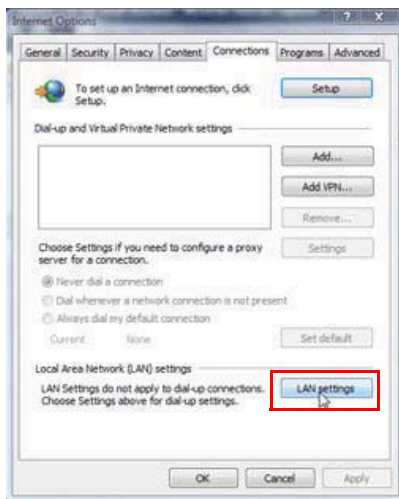 Internet Options
General Security Privacy Content Connections Programs Advanced
To set up an Internet connection, click
Setup.
Setup
Dial-up and Virtual Private Network settings
Add...
Add VPN...
Remove...
Choose Settings if you need to configure a proxy
server for a connection.
Settings
Never dial a connection
Dial whenever a network connection is not present
Always dial my default connection
Current None
Set default
Local Area Network (LAN) settings
LAN Settings do not apply to dial-up connections.
Choose Settings above for dial-up settings.
LAN settings
OK Cancel Apply